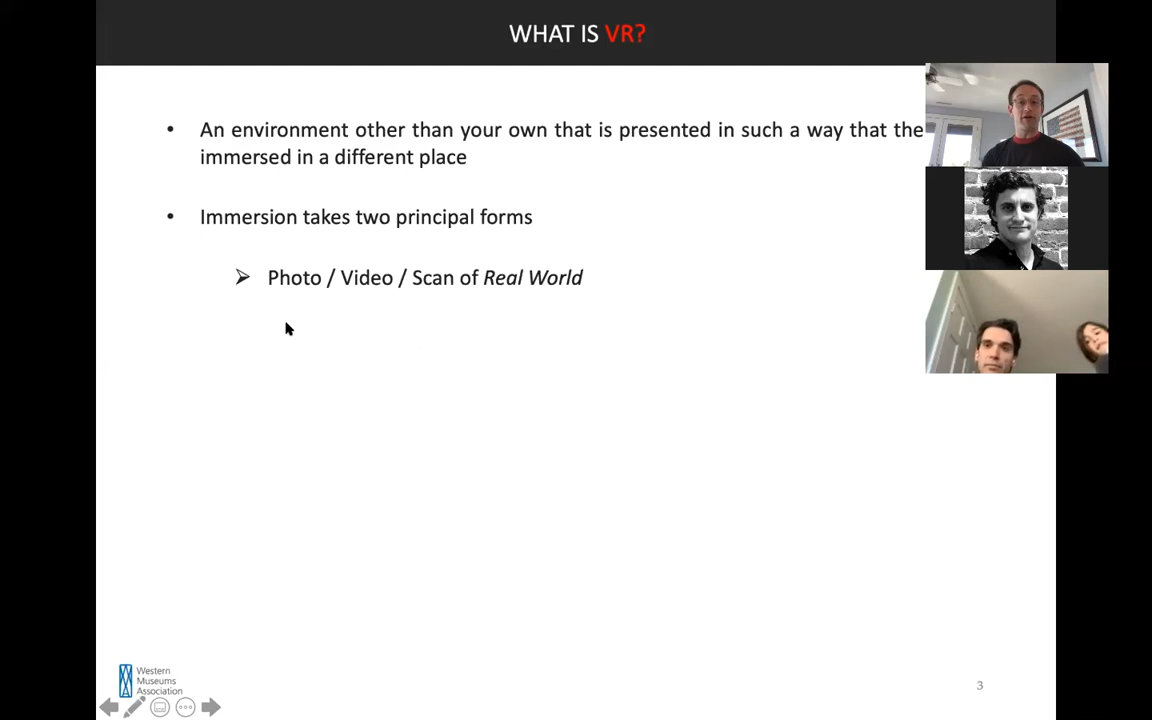 WHAT IS VR?
• An environment other than your own that is presented in such a way that the
immersed in a different place
• Immersion takes two principal forms
➢ Photo / Video / Scan of Real World
Western
Museums
Association
3